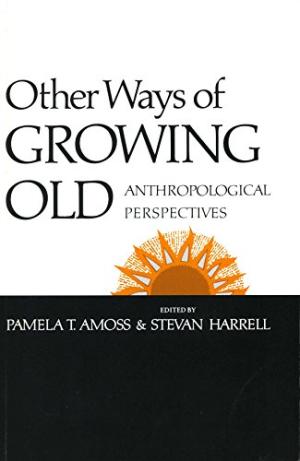 Other Ways of
GROWING
OLD ANTHROPOLOGICAL
PERSPECTIVES
EDITED BY
PAMELA T. AMOSS & STEVAN HARRELL